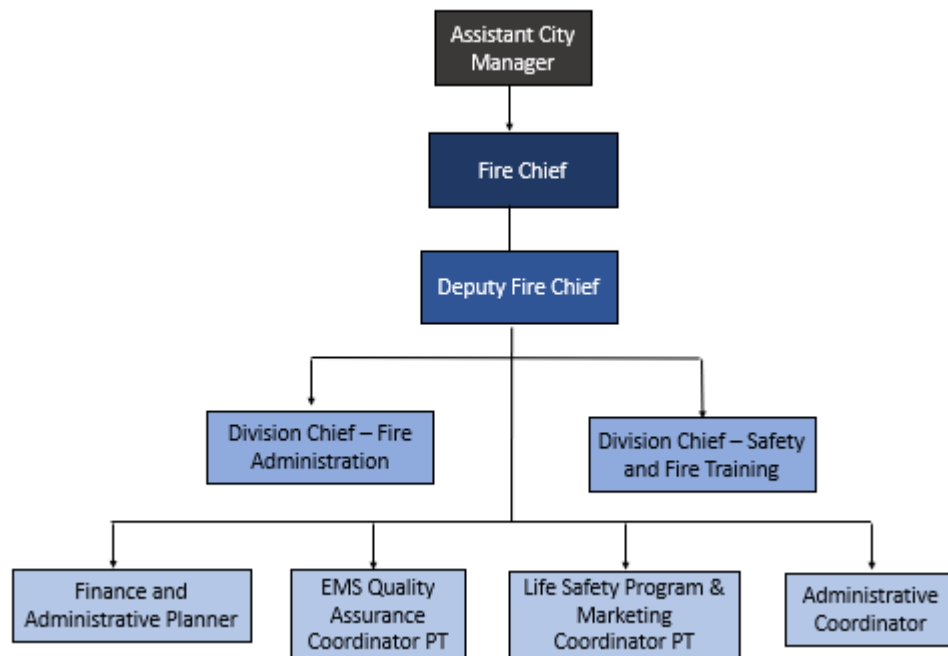 Assistant City
Manager
Fire Chief
Deputy Fire Chief
Division Chief – Fire
Administration
Division Chief – Safety
and Fire Training
Finance and
Administrative Planner
EMS Quality
Assurance
Coordinator PT
Life Safety Program &
Marketing
Coordinator PT
Administrative
Coordinator